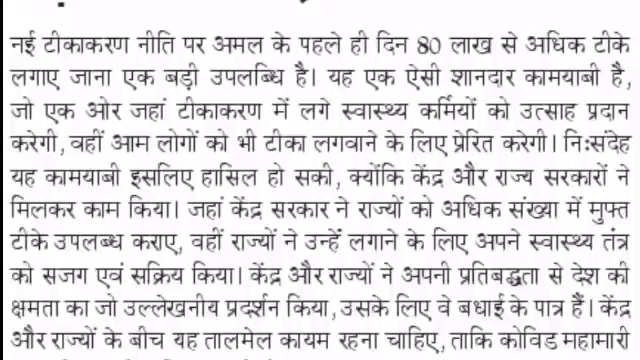 नई टीकाकरण नीति पर अमल के पहले ही दिन 80 लाख से अधिक टीके
लगाए जाना एक बड़ी उपलब्धि है। यह एक ऐसी शानदार कामयाबी है,
जो एक ओर जहां टीकाकरण में लगे स्वास्थ्य कर्मियों को उत्साह प्रदान
करेगी, वहीं आम लोगों को भी टीका लगवाने के लिए प्रेरित करेगी। निःसंदेह
यह कामयाबी इसलिए हासिल हो सकी, क्योंकि केंद्र और राज्य सरकारों ने
मिलकर काम किया। जहां केंद्र सरकार ने राज्यों को अधिक संख्या में मुफ्त
टीके उपलब्ध कराए, वहीं राज्यों ने उन्हें लगाने के लिए अपने स्वास्थ्य तंत्र
को सजग एवं सक्रिय किया। केंद्र और राज्यों ने अपनी प्रतिबद्धता से देश की
क्षमता का जो उल्लेखनीय प्रदर्शन किया, उसके लिए वे बधाई के पात्र हैं। केंद्र
और राज्यों के बीच यह तालमेल कायम रहना चाहिए, ताकि कोविड महामारी